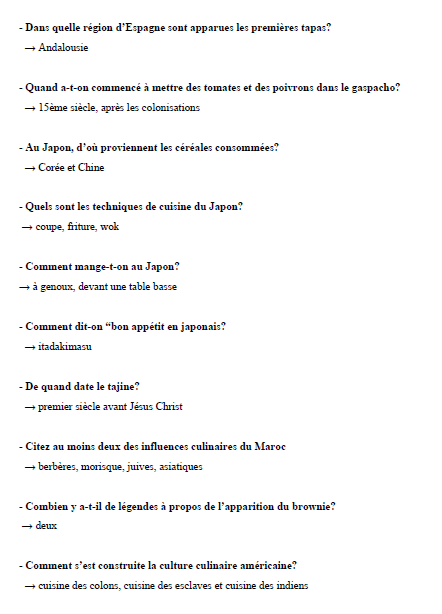 - Dans quelle région d'Espagne sont apparues les premières tapas?
→ Andalousie
- Quand a-t-on commencé à mettre des tomates et des poivrons dans le gaspacho?
→ 15ème siècle, après les colonisations
- Au Japon, d'où proviennent les céréales consommées?
→ Corée et Chine
- Quels sont les techniques de cuisine du Japon?
→ coupe, friture, wok
- Comment mange-t-on au Japon?
→ à genoux, devant une table basse
- Comment dit-on “bon appétit en japonais?
→ itadakimasu
- De quand date le tajine?
→ premier siècle avant Jésus Christ
- Citez au moins deux des influences culinaires du Maroc
→ berbères, morisque, juives, asiatiques
- Combien y a-t-il de légendes à propos de l'apparition du brownie?
→ deux
- Comment s'est construite la culture culinaire américaine?
→ cuisine des colons, cuisine des esclaves et cuisine des indiens